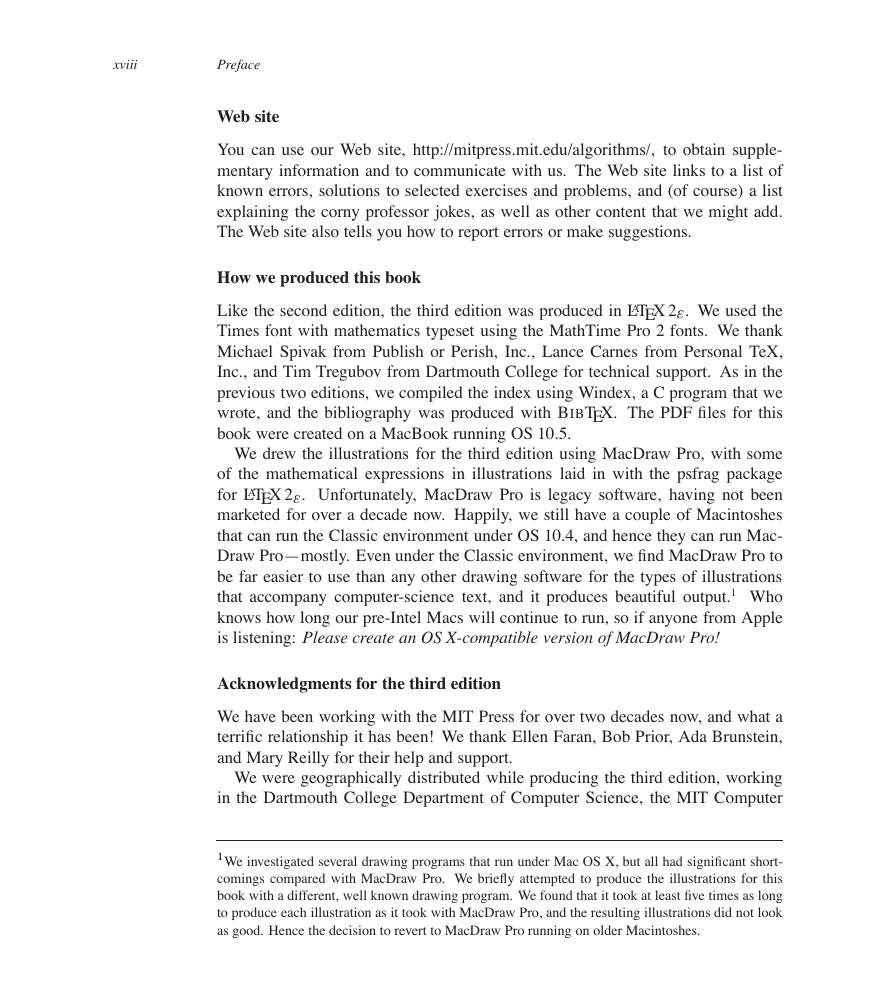 xviii Preface
Web site
You can use our Web site, http://mitpress.mit.edu/algorithms/, to obtain supple-
mentary information and to communicate with us. The Web site links to a list of
known errors, solutions to selected exercises and problems, and (of course) a list
explaining the corny professor jokes, as well as other content that we might add.
The Web site also tells you how to report errors or make suggestions.
How we produced this book
Like the second edition, the third edition was produced in LATEX 2ε. We used the
Times font with mathematics typeset using the MathTime Pro 2 fonts. We thank
Michael Spivak from Publish or Perish, Inc., Lance Carnes from Personal TeX,
Inc., and Tim Tregubov from Dartmouth College for technical support. As in the
previous two editions, we compiled the index using Windex, a C program that we
wrote, and the bibliography was produced with BIBTEX. The PDF files for this
book were created on a MacBook running OS 10.5.
We drew the illustrations for the third edition using MacDraw Pro, with some
of the mathematical expressions in illustrations laid in with the psfrag package
for LATEX 2ε. Unfortunately, MacDraw Pro is legacy software, having not been
marketed for over a decade now. Happily, we still have a couple of Macintoshes
that can run the Classic environment under OS 10.4, and hence they can run Mac-
Draw Pro—mostly. Even under the Classic environment, we find MacDraw Pro to
be far easier to use than any other drawing software for the types of illustrations
that accompany computer-science text, and it produces beautiful output.1 Who
knows how long our pre-Intel Macs will continue to run, so if anyone from Apple
is listening: Please create an OS X-compatible version of MacDraw Pro!
Acknowledgments for the third edition
We have been working with the MIT Press for over two decades now, and what a
terrific relationship it has been! We thank Ellen Faran, Bob Prior, Ada Brunstein,
and Mary Reilly for their help and support.
We were geographically distributed while producing the third edition, working
in the Dartmouth College Department of Computer Science, the MIT Computer
1We investigated several drawing programs that run under Mac OS X, but all had significant short-
comings compared with MacDraw Pro. We briefly attempted to produce the illustrations for this
book with a different, well known drawing program. We found that it took at least five times as long
to produce each illustration as it took with MacDraw Pro, and the resulting illustrations did not look
as good. Hence the decision to revert to MacDraw Pro running on older Macintoshes.